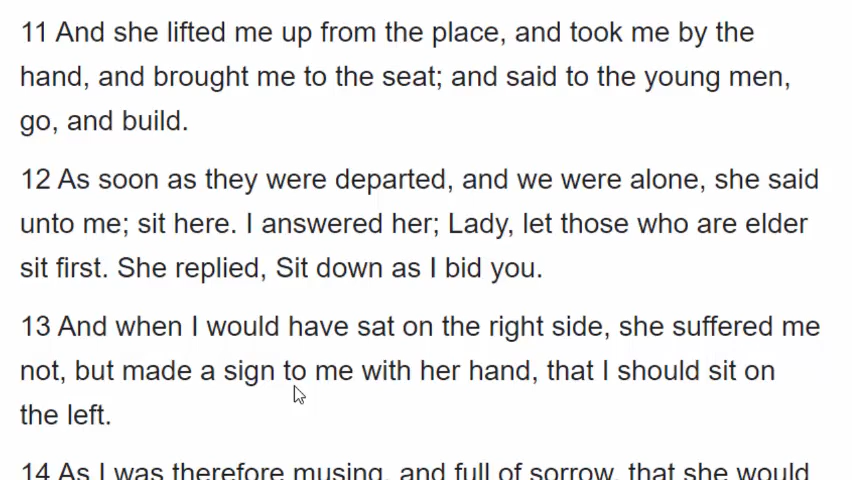 11 And she lifted me up from the place, and took me by the
hand, and brought me to the seat; and said to the young men,
go, and build.
12 As soon as they were departed, and we were alone, she said
unto me; sit here. I answered her; Lady, let those who are elder
sit first. She replied, Sit down as I bid you.
13 And when I would have sat on the right side, she suffered me
not, but made a sign to me with her hand, that I should sit on
the left.
14 As I was therefore musing, and full of sorrow, that she would